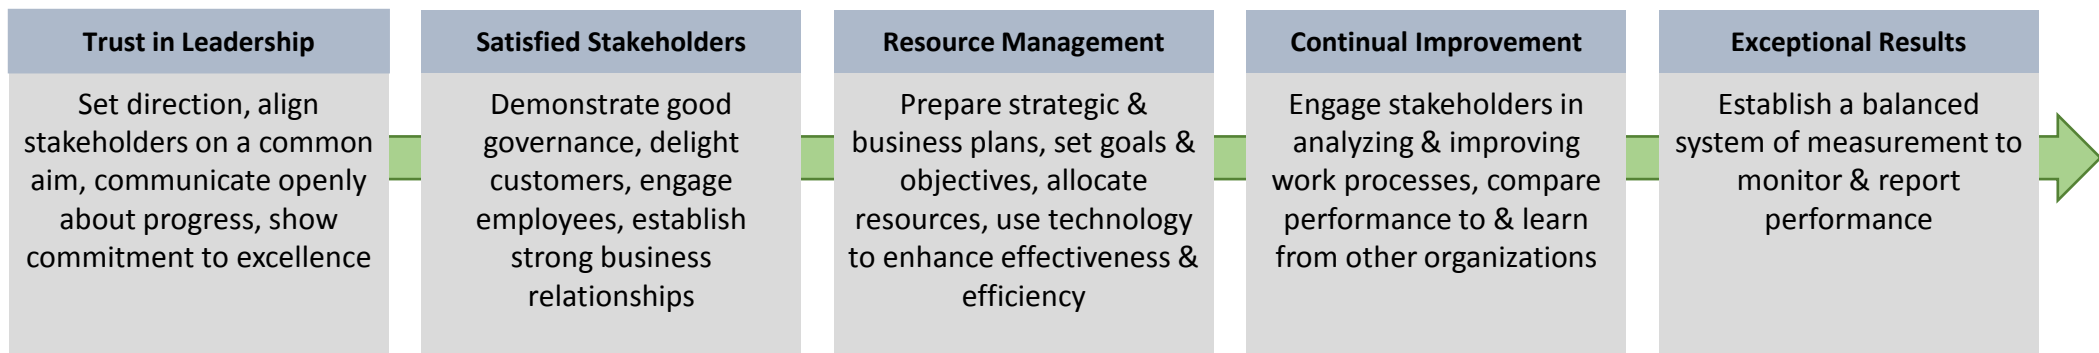 Trust in Leadership
Set direction, align
stakeholders on a common
aim, communicate openly
about progress, show
commitment to excellence
Satisfied Stakeholders
Demonstrate good
governance, delight
customers, engage
employees, establish
strong business
relationships
Resource Management
Prepare strategic &
business plans, set goals &
objectives, allocate
resources, use technology
to enhance effectiveness &
efficiency
Continual Improvement
Engage stakeholders in
analyzing & improving
work processes, compare
performance to & learn
from other organizations
Exceptional Results
Establish a balanced
system of measurement to
monitor & report
performance